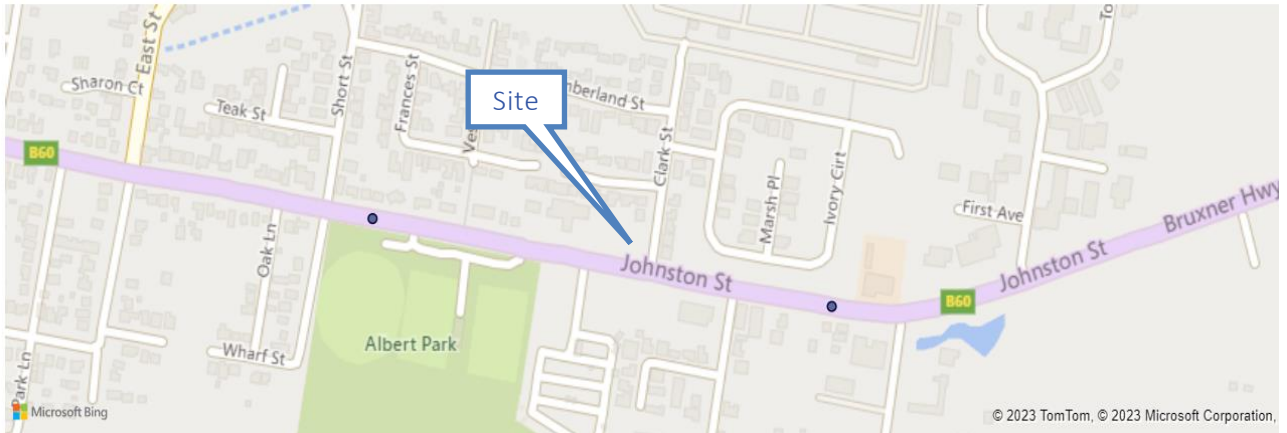 East St
Sharon Ct
Teak St
Short St
Frances St
Site
mberland St
Clark St
Marsh Pl
Ivory Cirt
First Ave
Bruxner Hwy
B60
Oak Ln
Johnston St
Johnston St
B60
Albert Park
Wharf St
Park Ln
Microsoft Bing
© 2023 TomTom, © 2023 Microsoft Corporation,